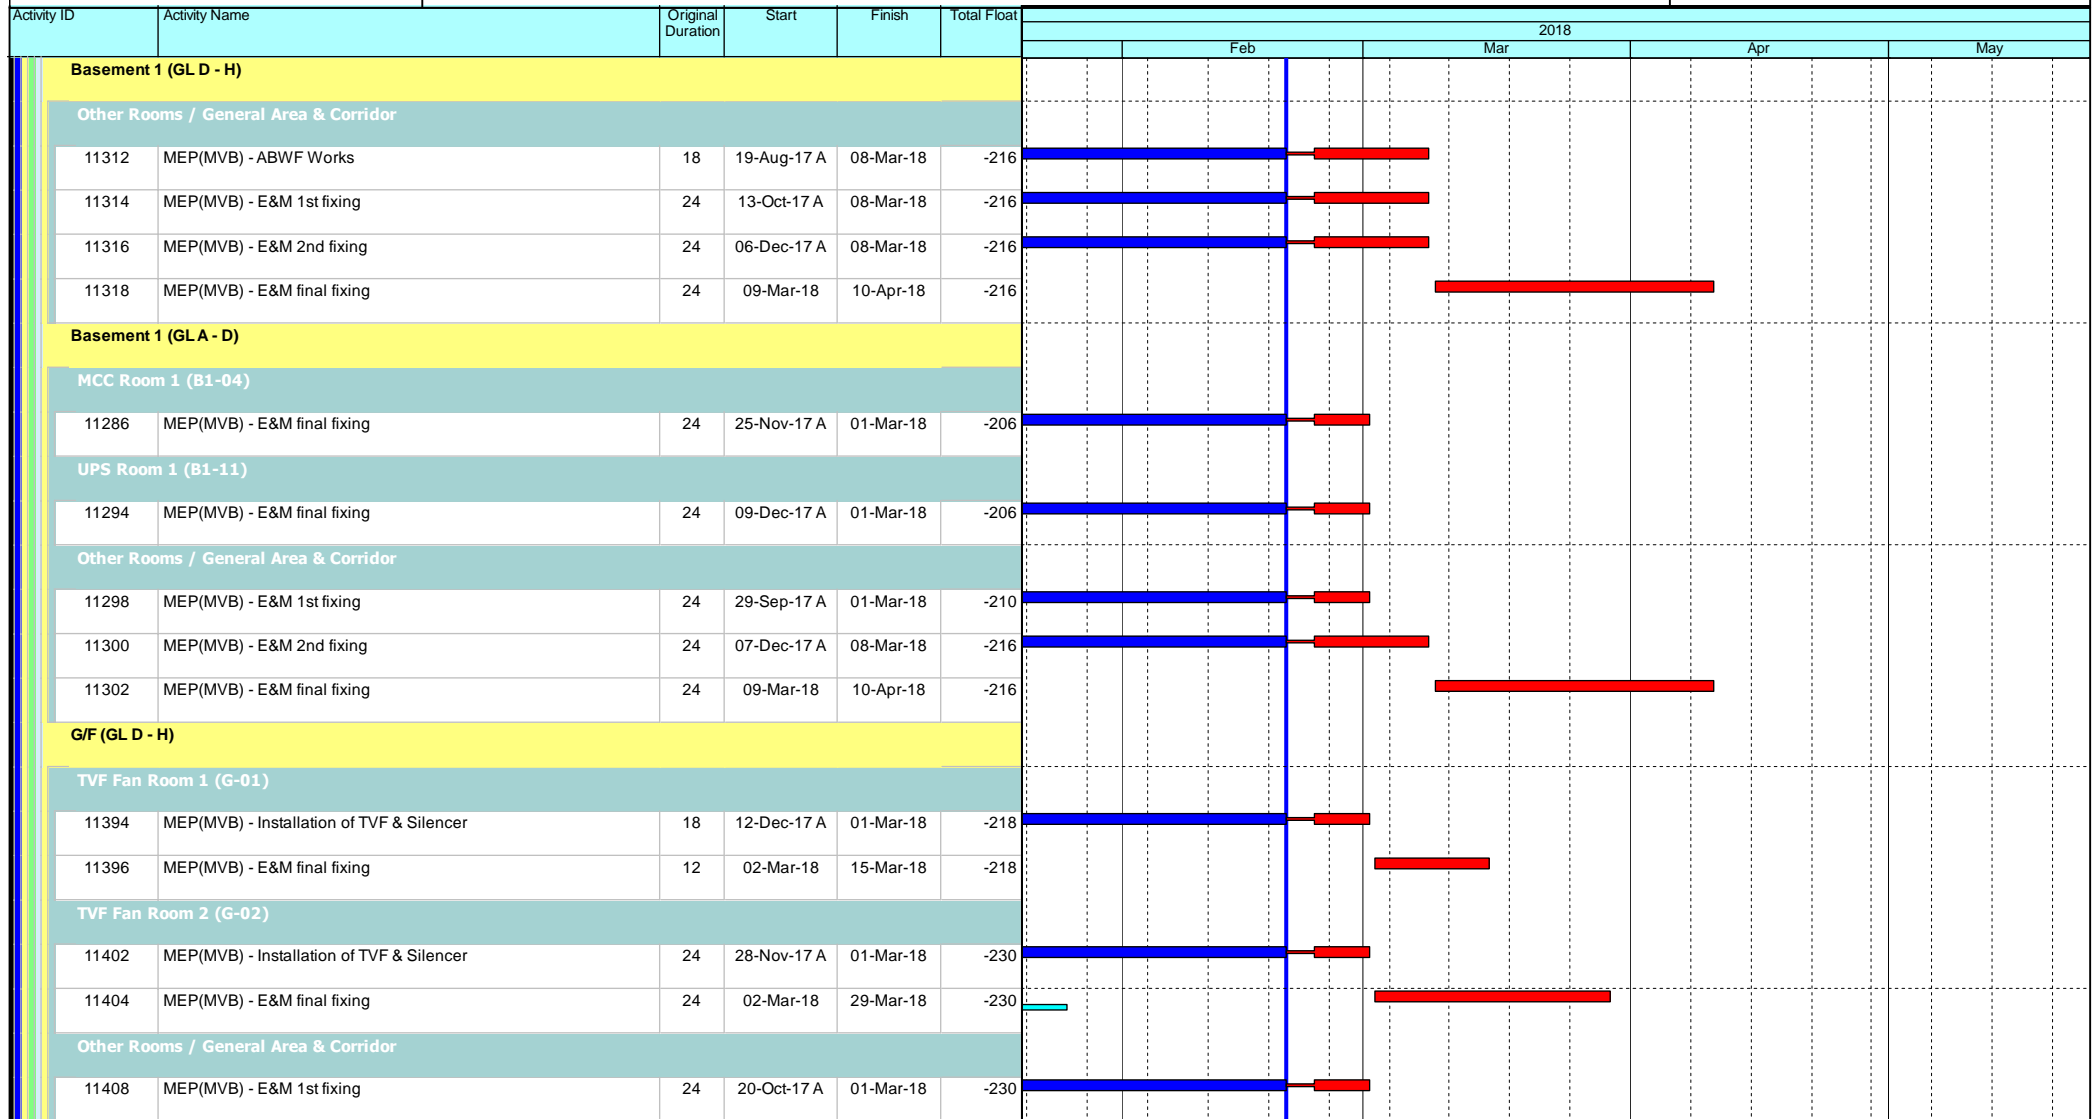 Activity ID Activity Name Original Duration Start Finish Total Float
2018
Feb Mar Apr May
Basement 1 (GL D - H)
Other Rooms / General Area & Corridor
11312 MEP(MVB) - ABWF Works 18 19-Aug-17 A 08-Mar-18 -216
11314 MEP(MVB) - E&M 1st fixing 24 13-Oct-17 A 08-Mar-18 -216
11316 MEP(MVB) - E&M 2nd fixing 24 06-Dec-17 A 08-Mar-18 -216
11318 MEP(MVB) - E&M final fixing 24 09-Mar-18 10-Apr-18 -216
Basement 1 (GL A - D)
MCC Room 1 (B1-04)
11286 MEP(MVB) - E&M final fixing 24 25-Nov-17 A 01-Mar-18 -206
UPS Room 1 (B1-11)
11294 MEP(MVB) - E&M final fixing 24 09-Dec-17 A 01-Mar-18 -206
Other Rooms / General Area & Corridor
11298 MEP(MVB) - E&M 1st fixing 24 29-Sep-17 A 01-Mar-18 -210
11300 MEP(MVB) - E&M 2nd fixing 24 07-Dec-17 A 08-Mar-18 -216
11302 MEP(MVB) - E&M final fixing 24 09-Mar-18 10-Apr-18 -216
G/F (GL D - H)
TVF Fan Room 1 (G-01)
11394 MEP(MVB) - Installation of TVF & Silencer 18 12-Dec-17 A 01-Mar-18 -218
11396 MEP(MVB) - E&M final fixing 12 02-Mar-18 15-Mar-18 -218
TVF Fan Room 2 (G-02)
11402 MEP(MVB) - Installation of TVF & Silencer 24 28-Nov-17 A 01-Mar-18 -230
11404 MEP(MVB) - E&M final fixing 24 02-Mar-18 29-Mar-18 -230
Other Rooms / General Area & Corridor
11408 MEP(MVB) - E&M 1st fixing 24 20-Oct-17 A 01-Mar-18 -230